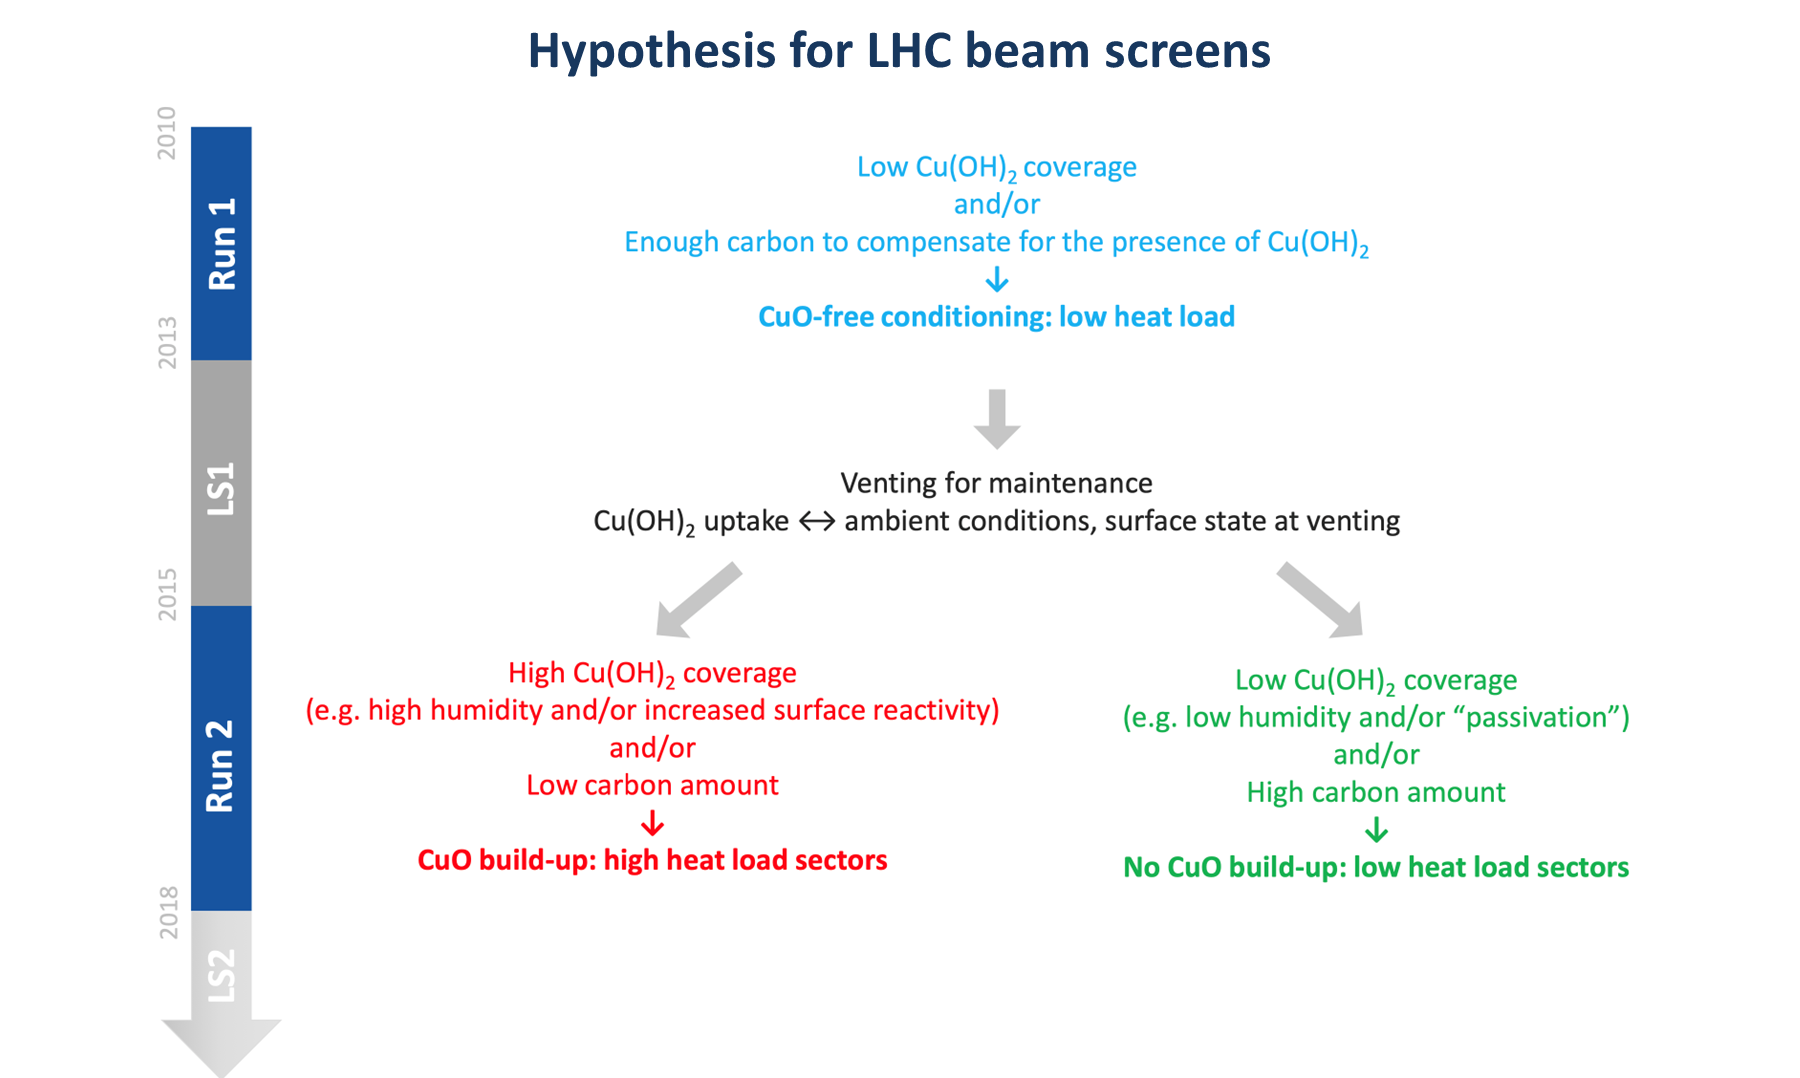 Hypothesis for LHC beam screens
2010
Run 1
Low Cu(OH)₂ coverage
and/or
Enough carbon to compensate for the presence of Cu(OH)₂
↓
CuO-free conditioning: low heat load
2013
LS1
Venting for maintenance
Cu(OH)₂ uptake ↔ ambient conditions, surface state at venting
2015
Run 2
High Cu(OH)₂ coverage
(e.g. high humidity and/or increased surface reactivity)
and/or
Low carbon amount
↓
CuO build-up: high heat load sectors
Low Cu(OH)₂ coverage
(e.g. low humidity and/or “passivation”)
and/or
High carbon amount
↓
No CuO build-up: low heat load sectors
2018
LS2